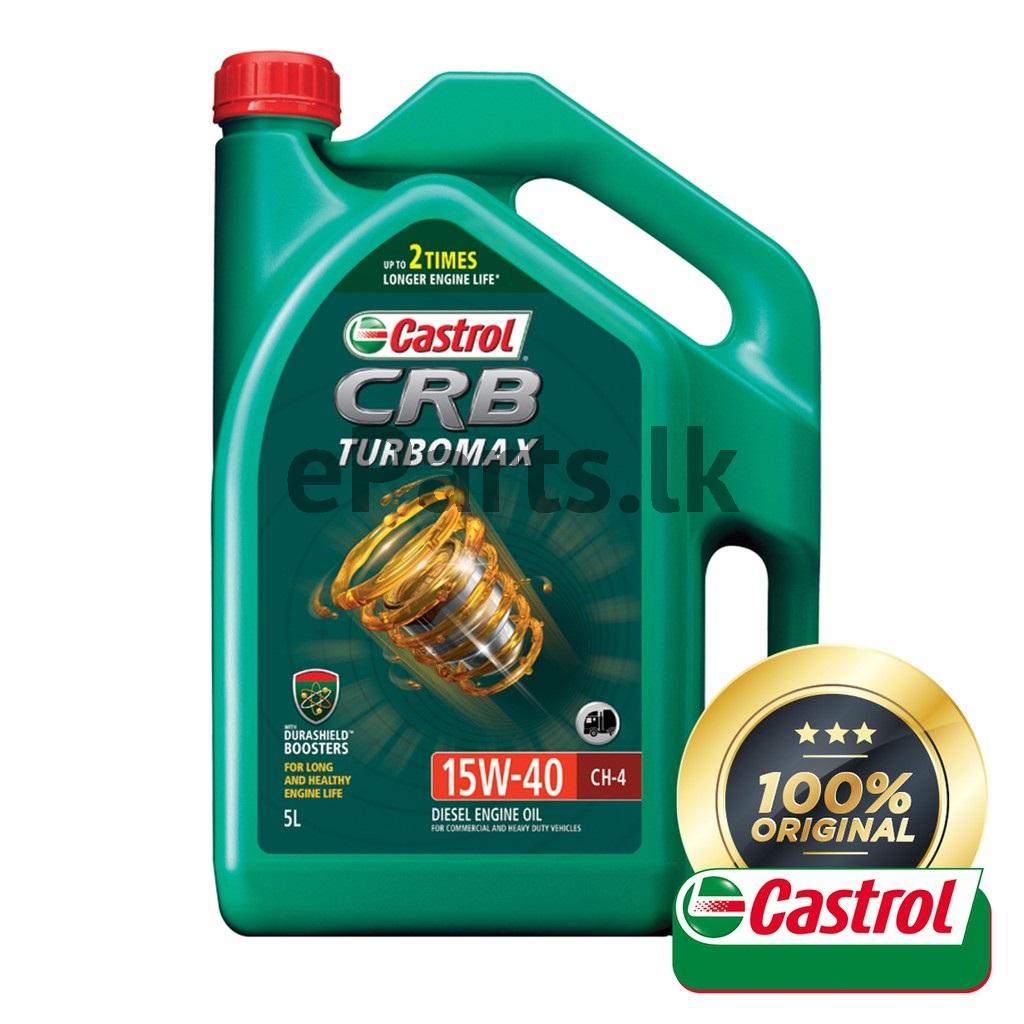 UP TO 2 TIMES
LONGER ENGINE LIFE*
Castrol
CRB
TURBOMAX
eParts.lk
WITH
DURASHIELD™
BOOSTERS
FOR LONG
AND HEALTHY
ENGINE LIFE
5L
15W-40 CH-4
DIESEL ENGINE OIL
FOR COMMERCIAL AND HEAVY DUTY VEHICLES
100%
ORIGINAL
Castrol